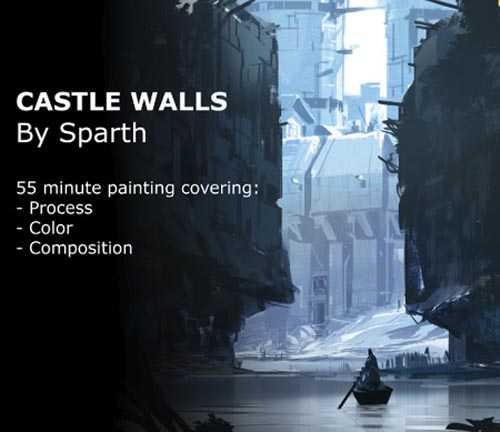 CASTLE WALLS
By Sparth
55 minute painting covering:
- Process
- Color
- Composition